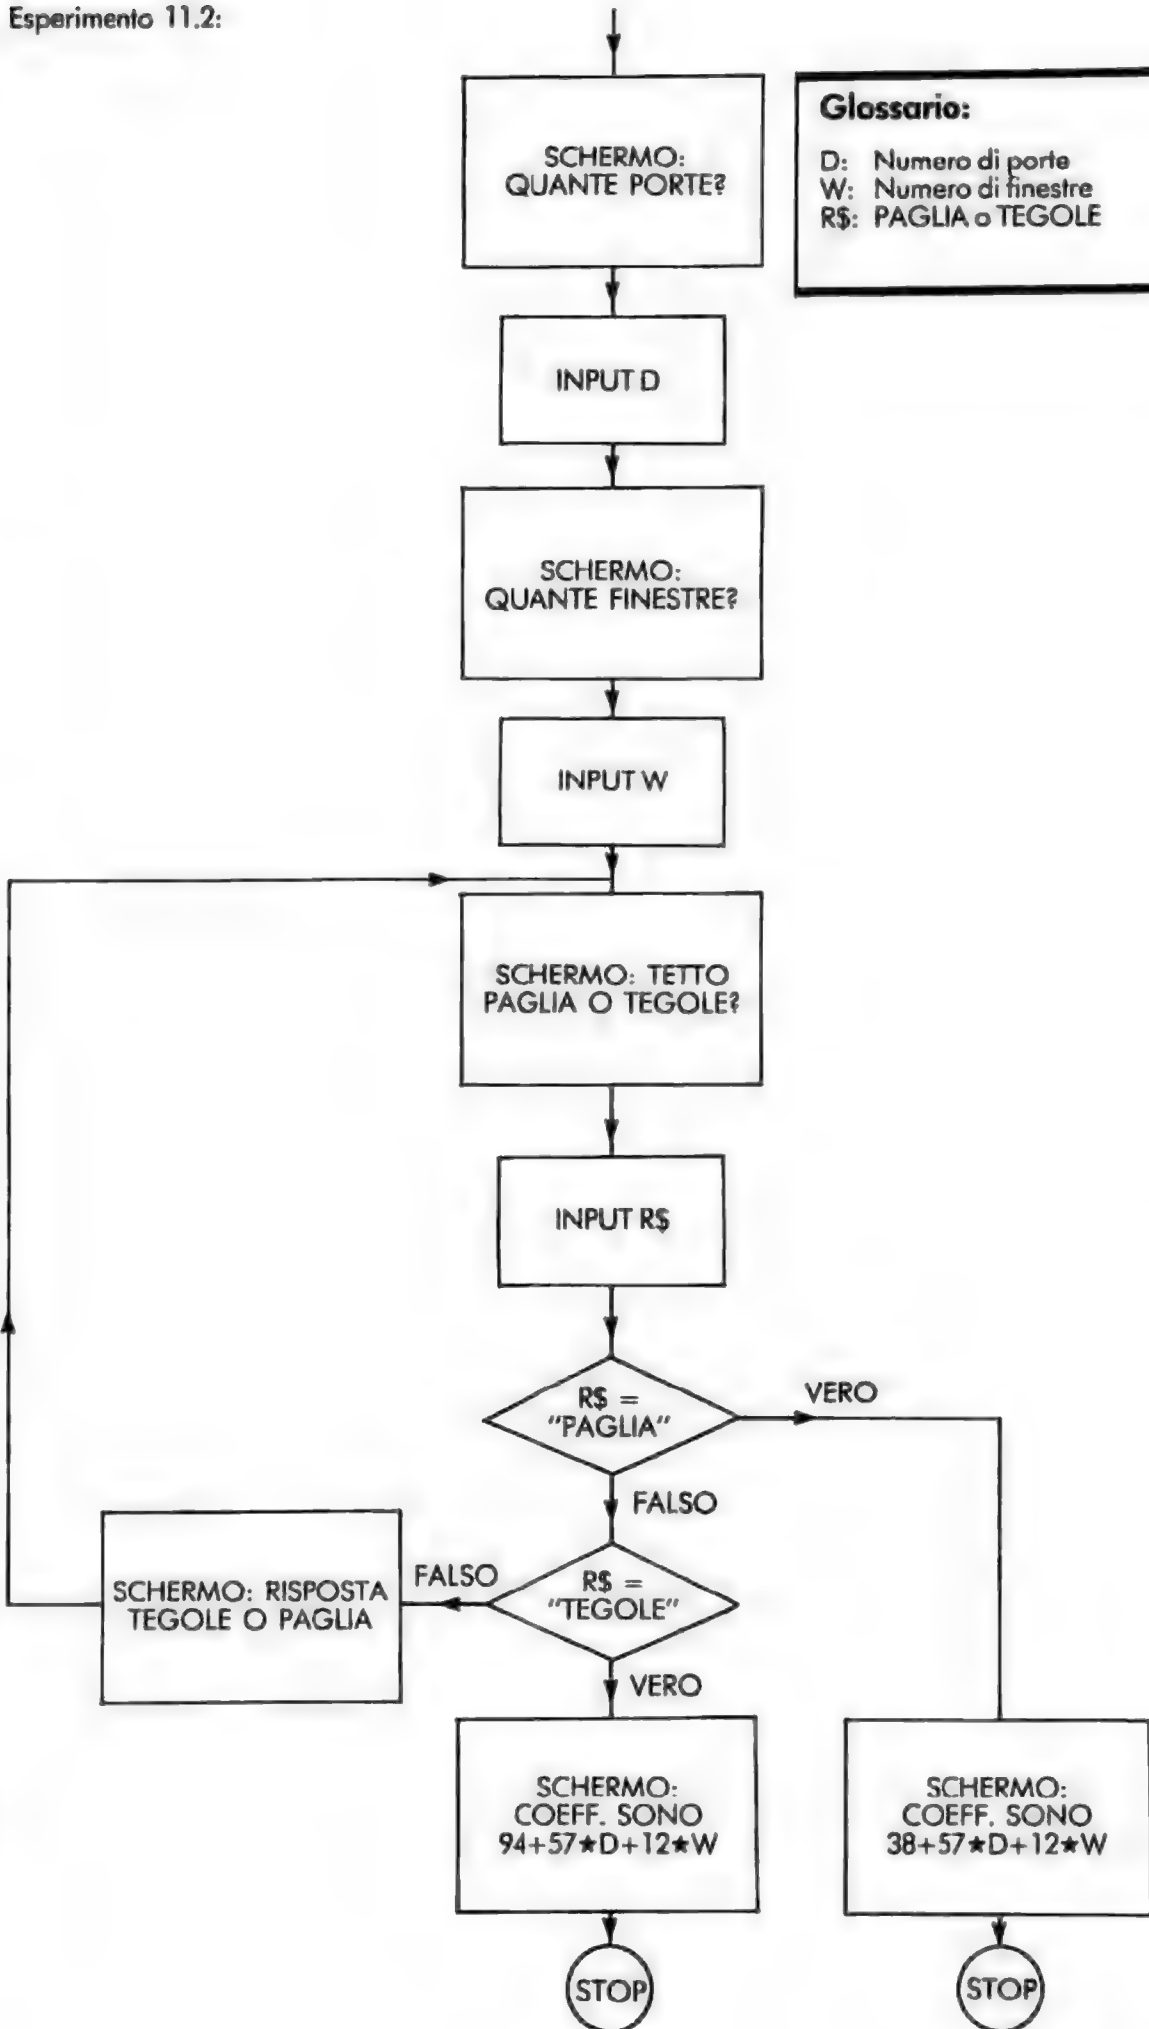 Esperimento 11.2:
SCHERMO:
QUANTE PORTE?
Glossario:
D: Numero di porte
W: Numero di finestre
R$: PAGLIA o TEGOLE
INPUT D
SCHERMO:
QUANTE FINESTRE?
INPUT W
SCHERMO: TETTO
PAGLIA O TEGOLE?
INPUT R$
R$ =
"PAGLIA"
VERO
FALSO
R$ =
"TEGOLE"
FALSO
SCHERMO: RISPOSTA
TEGOLE O PAGLIA
VERO
SCHERMO:
COEFF. SONO
94+57★D+12★W
SCHERMO:
COEFF. SONO
38+57★D+12★W
STOP
STOP